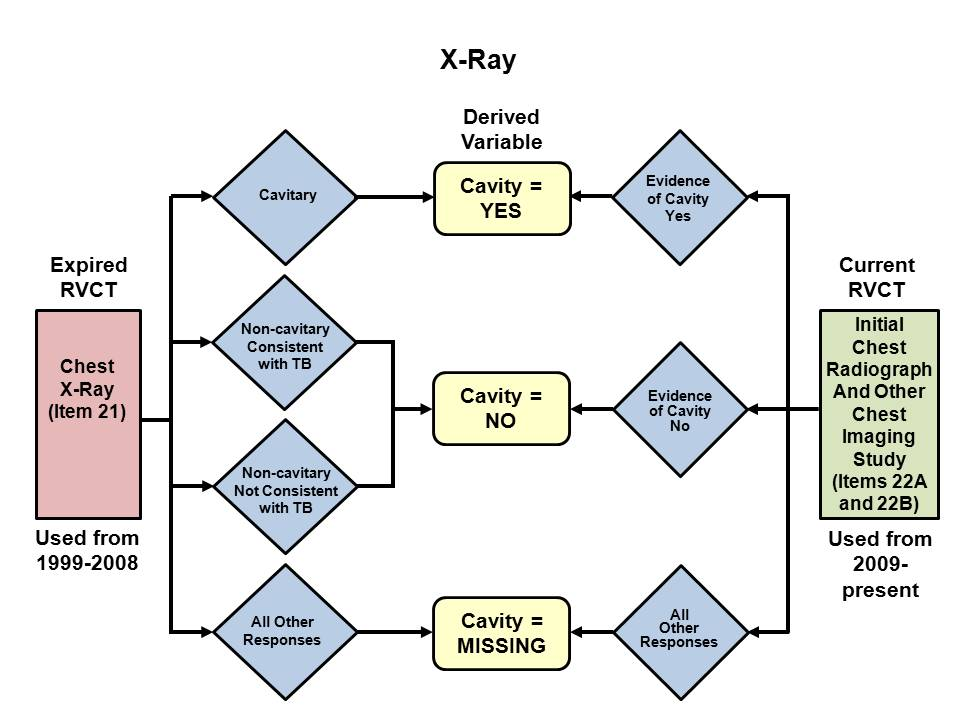 X-Ray
Derived
Variable
Cavitary
Cavity =
YES
Evidence
of Cavity
Yes
Expired
RVCT
Current
RVCT
Chest
X-Ray
(Item 21)
Non-cavitary
Consistent
with TB
Cavity =
NO
Evidence
of Cavity
No
Initial
Chest
Radiograph
And Other
Chest
Imaging
Study
(Items 22A
and 22B)
Non-cavitary
Not Consistent
with TB
Used from
1999-2008
Used from
2009-
present
All Other
Responses
Cavity =
MISSING
All
Other
Responses